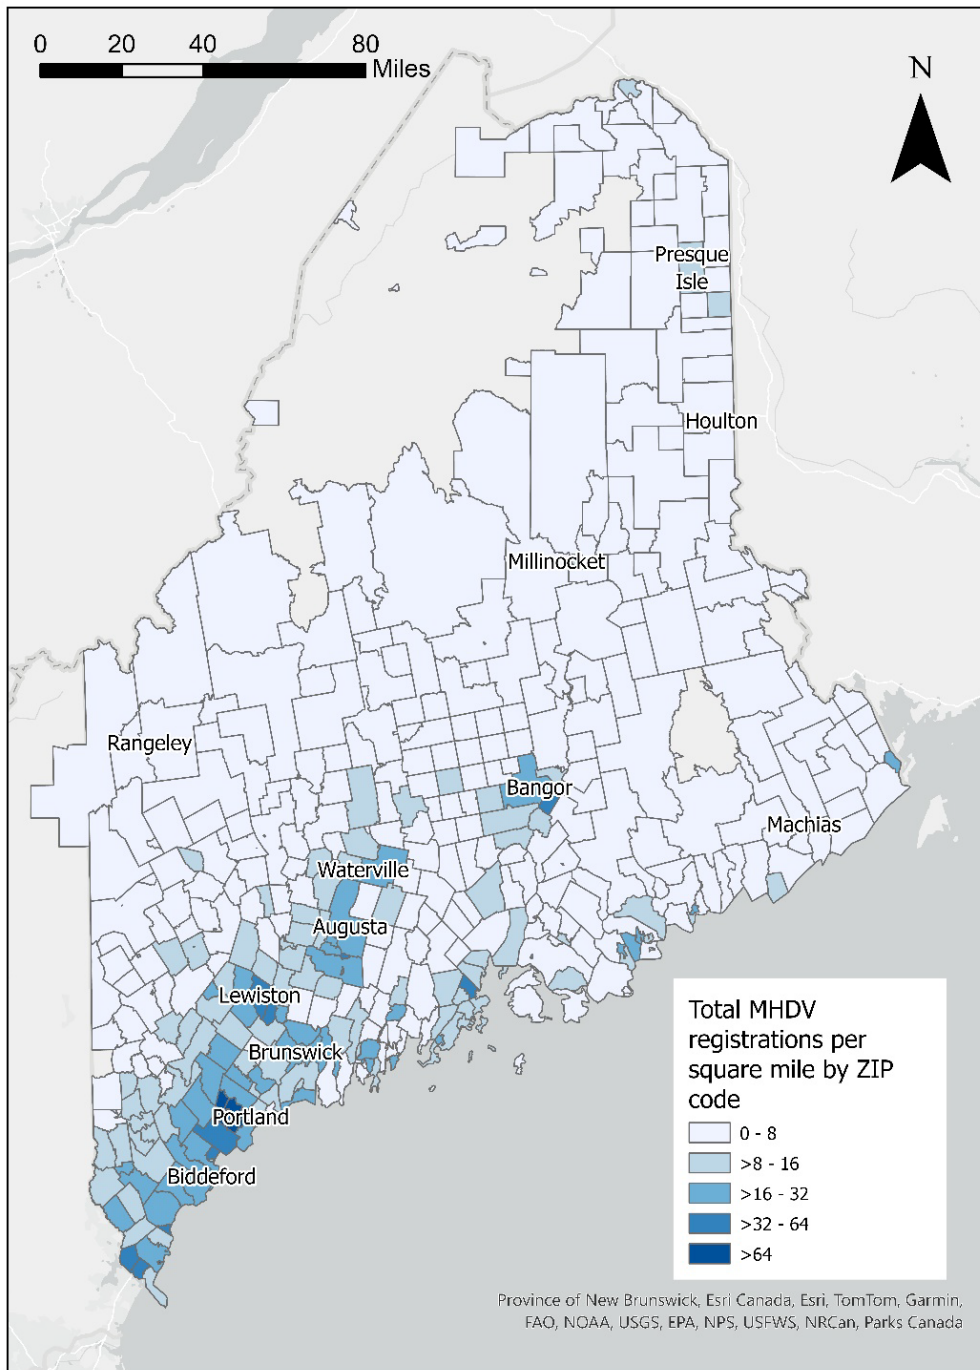 0 20 40 80
Miles
N
Presque
Isle
Houlton
Millinocket
Rangeley
Bangor
Machias
Waterville
Augusta
Lewiston
Brunswick
Portland
Biddeford
Total MHDV
registrations per
square mile by ZIP
code
0 - 8
>8 - 16
>16 - 32
>32 - 64
>64
Province of New Brunswick, Esri Canada, Esri, TomTom, Garmin,
FAO, NOAA, USGS, EPA, NPS, USFWS, NRCan, Parks Canada